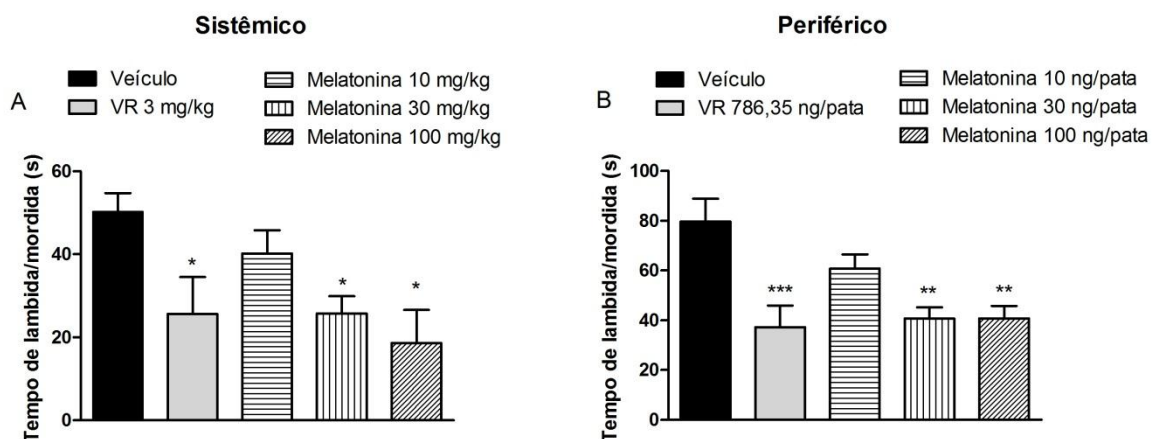 Sistêmico
A
Veículo
VR 3 mg/kg
Melatonina 10 mg/kg
Melatonina 30 mg/kg
Melatonina 100 mg/kg
Tempo de lambida/mordida (s)
60
40
20
0
*
*
*
Periférico
B
Veículo
VR 786,35 ng/pata
Melatonina 10 ng/pata
Melatonina 30 ng/pata
Melatonina 100 ng/pata
Tempo de lambida/mordida (s)
100
80
60
40
20
0
***
**
**